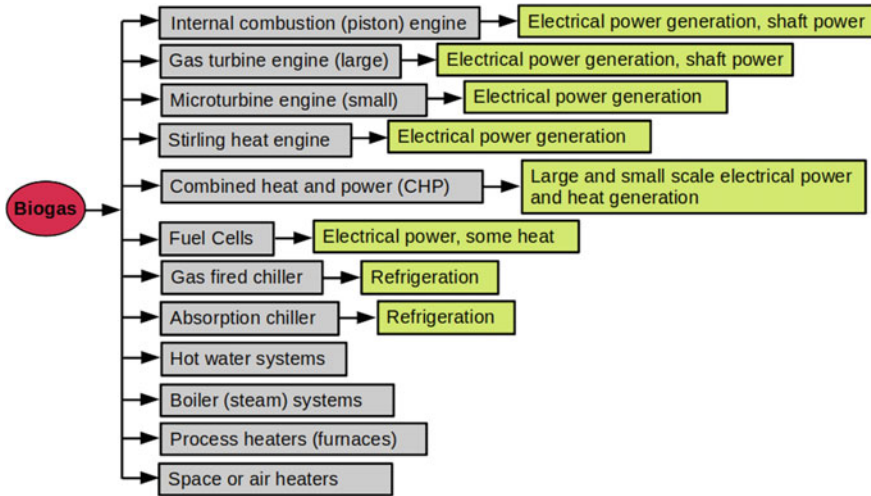 Internal combustion (piston) engine
Electrical power generation, shaft power
Gas turbine engine (large)
Electrical power generation, shaft power
Microturbine engine (small)
Electrical power generation
Stirling heat engine
Electrical power generation
Biogas
Combined heat and power (CHP)
Large and small scale electrical power
and heat generation
Fuel Cells
Electrical power, some heat
Gas fired chiller
Refrigeration
Absorption chiller
Refrigeration
Hot water systems
Boiler (steam) systems
Process heaters (furnaces)
Space or air heaters